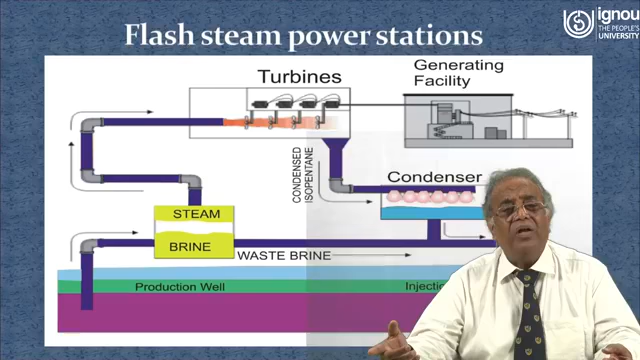 Flash steam power stations
ignou
THE PEOPLE'S
UNIVERSITY
Turbines
Generating
Facility
CONDENSED
ISOPENTANE
Condenser
STEAM
BRINE
WASTE BRINE
Production Well
Injectio